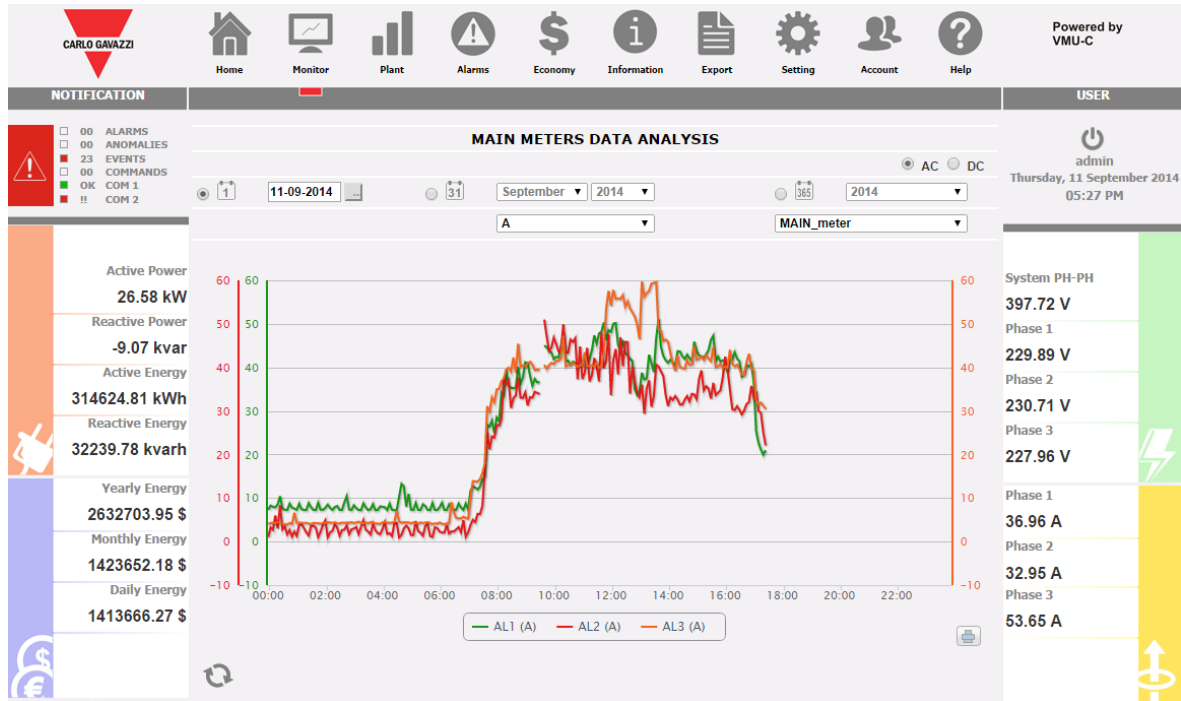 CARLO GAVAZZI
Home
Monitor
Plant
Alarms
Economy
Information
Export
Setting
Account
Help
Powered by
VMU-C
NOTIFICATION
USER
00 ALARMS
00 ANOMALIES
23 EVENTS
00 COMMANDS
OK COM 1
!! COM 2
MAIN METERS DATA ANALYSIS
AC DC
1 11-09-2014 ... 31 September 2014 365 2014
A MAIN_meter
admin
Thursday, 11 September 2014
05:27 PM
Active Power
26.58 kW
Reactive Power
-9.07 kvar
Active Energy
314624.81 kWh
Reactive Energy
32239.78 kvarh
Yearly Energy
2632703.95 $
Monthly Energy
1423652.18 $
Daily Energy
1413666.27 $
60 60 60
50 50 50
40 40 40
30 30 30
20 20 20
10 10 10
0 0 0
-10 -10 -10
00:00 02:00 04:00 06:00 08:00 10:00 12:00 14:00 16:00 18:00 20:00 22:00
AL1 (A) AL2 (A) AL3 (A)
System PH-PH
397.72 V
Phase 1
229.89 V
Phase 2
230.71 V
Phase 3
227.96 V
Phase 1
36.96 A
Phase 2
32.95 A
Phase 3
53.65 A